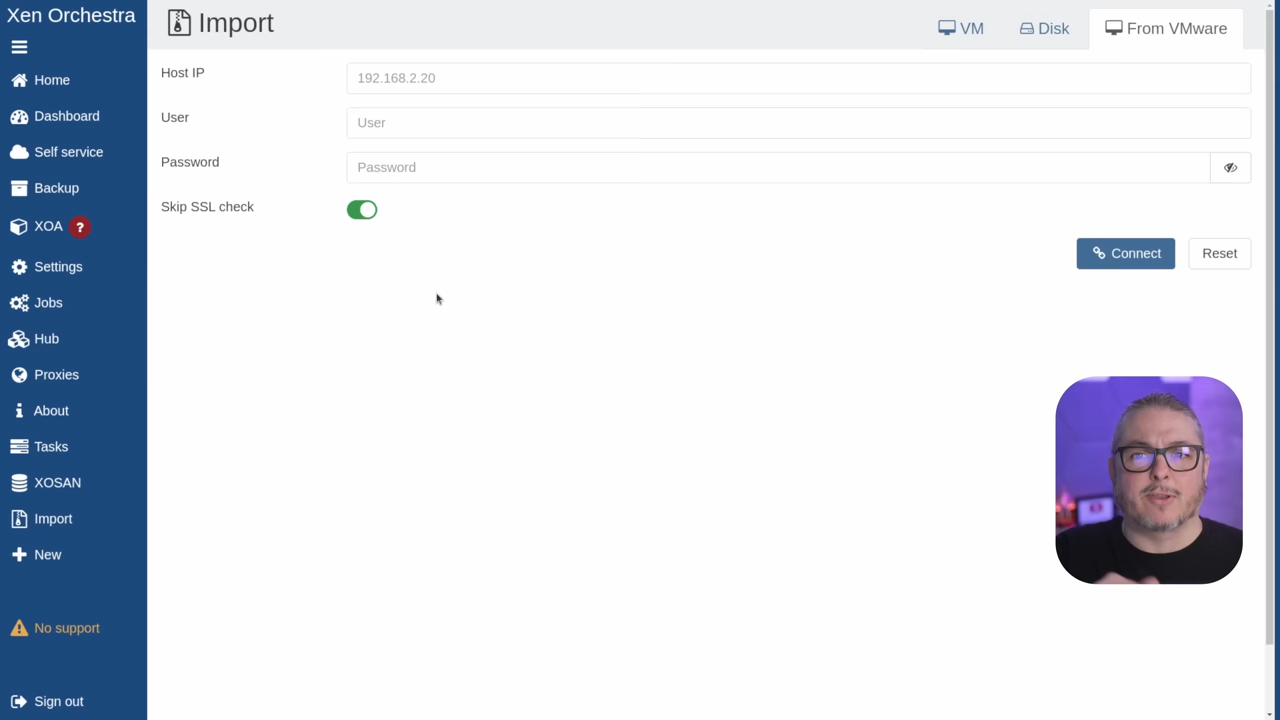 Xen Orchestra
Home
Dashboard
Self service
Backup
XOA ?
Settings
Jobs
Hub
Proxies
About
Tasks
XOSAN
Import
New
No support
Sign out
Import
VM
Disk
From VMware
Host IP
192.168.2.20
User
User
Password
Password
Skip SSL check
Connect
Reset